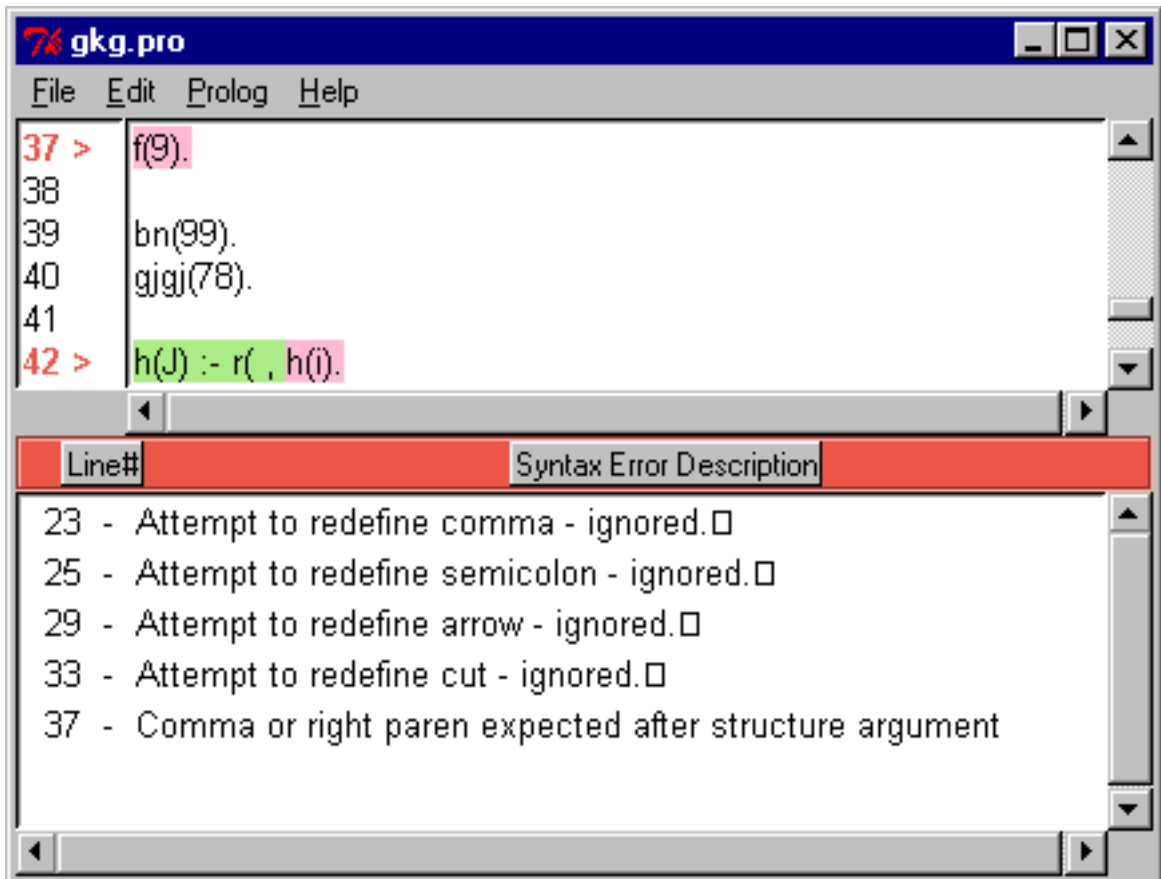 gkg.pro
File Edit Prolog Help
37 > f(9).
38
39 bn(99).
40 gjgj(78).
41
42 > h(J) :- r( , h(i).
Line# Syntax Error Description
23 - Attempt to redefine comma - ignored.□
25 - Attempt to redefine semicolon - ignored.□
29 - Attempt to redefine arrow - ignored.□
33 - Attempt to redefine cut - ignored.□
37 - Comma or right paren expected after structure argument